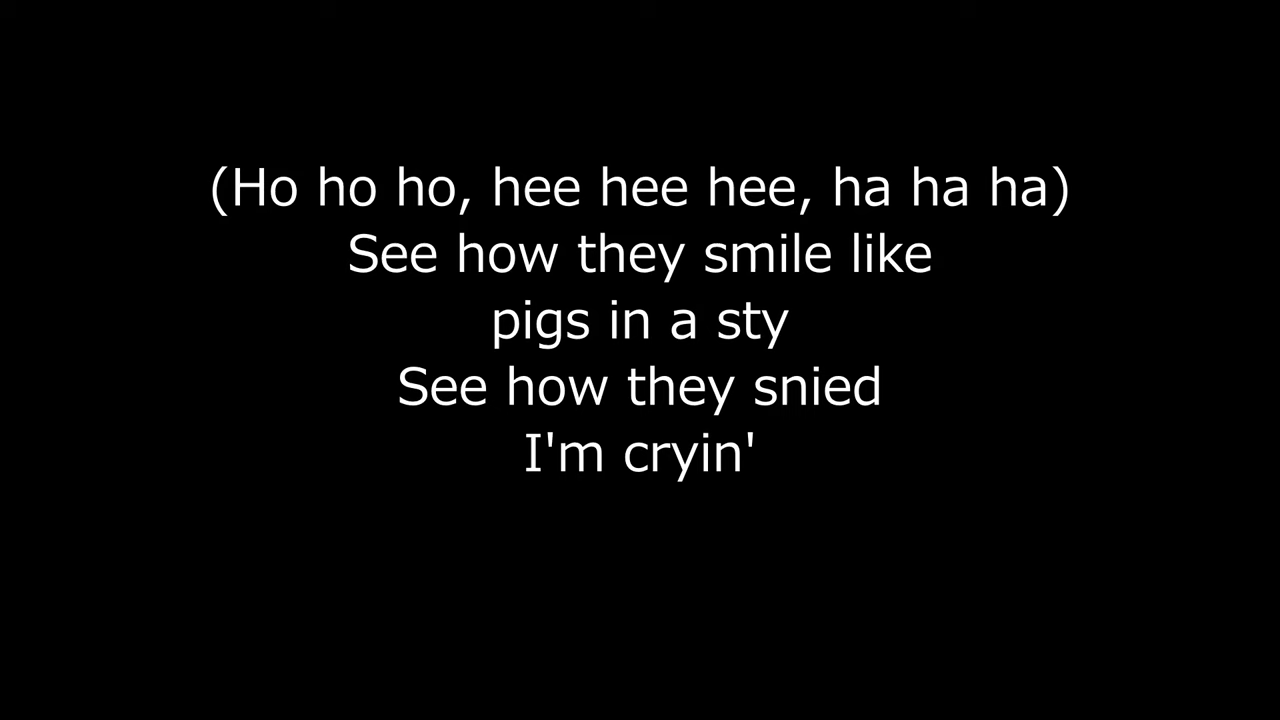 (Ho ho ho, hee hee hee, ha ha ha)
See how they smile like
pigs in a sty
See how they snied
I'm cryin'